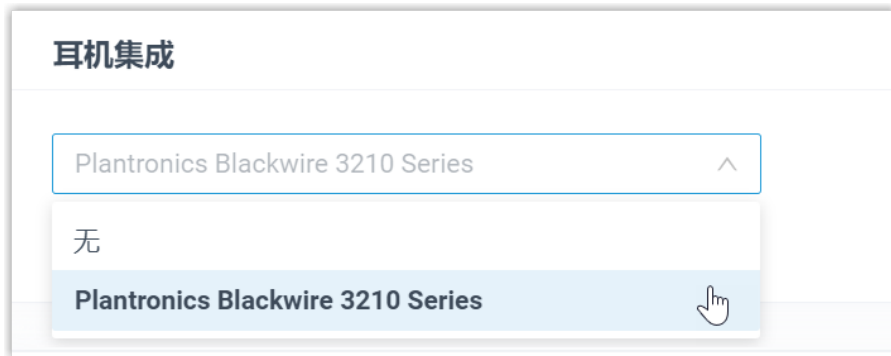 耳机集成
Plantronics Blackwire 3210 Series
无
Plantronics Blackwire 3210 Series